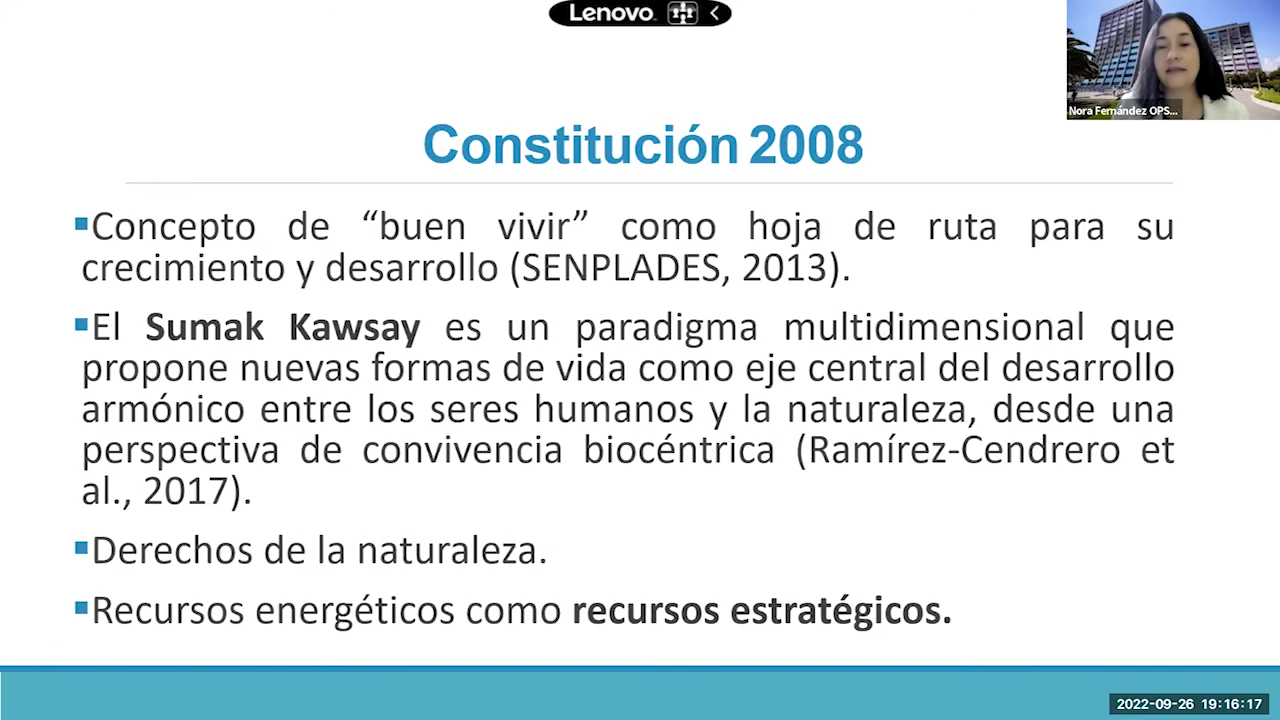 Lenovo
Nora Fernández OPS...
Constitución 2008
▪Concepto de “buen vivir” como hoja de ruta para su
crecimiento y desarrollo (SENPLADES, 2013).
▪El Sumak Kawsay es un paradigma multidimensional que
propone nuevas formas de vida como eje central del desarrollo
armónico entre los seres humanos y la naturaleza, desde una
perspectiva de convivencia biocéntrica (Ramírez-Cendrero et
al., 2017).
▪Derechos de la naturaleza.
▪Recursos energéticos como recursos estratégicos.
2022-09-26 19:16:17